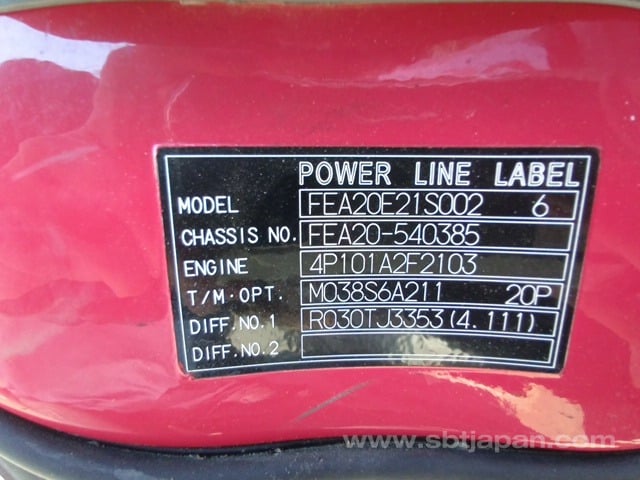 POWER LINE LABEL
MODEL FEA20E21S002 6
CHASSIS NO. FEA20-540385
ENGINE 4P101A2F2103
T/M·OPT. M038S6A211 20P
DIFF.NO.1 R030TJ3353(4.111)
DIFF.NO.2
www.sbtjapan.com